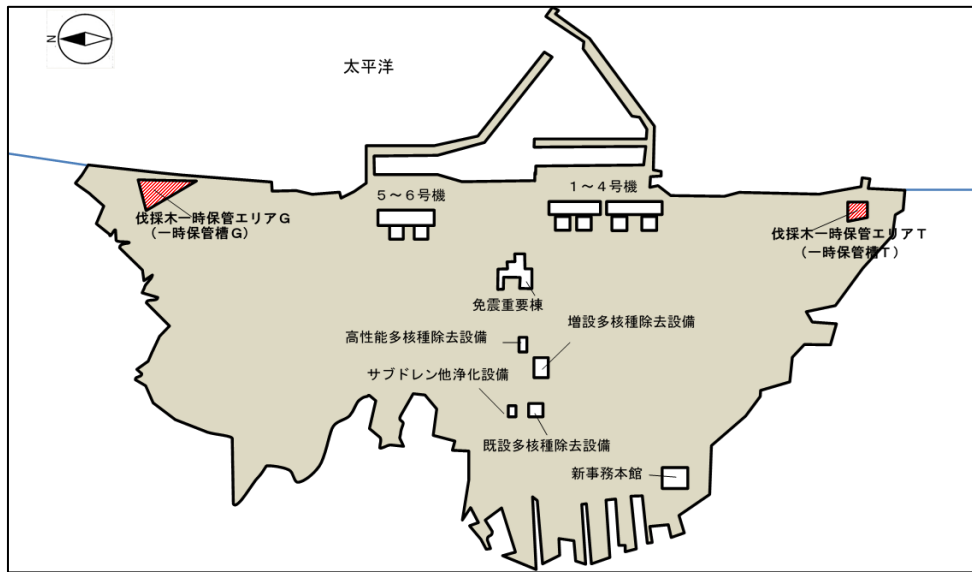 N
太平洋
5~6号機
1~4号機
伐採木一時保管エリアG
(一時保管槽G)
伐採木一時保管エリアT
(一時保管槽T)
免震重要棟
増設多核種除去設備
高性能多核種除去設備
サブドレン他浄化設備
既設多核種除去設備
新事務本館